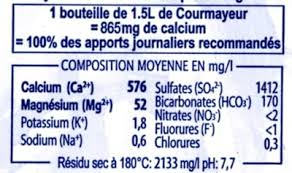 1 bouteille de 1.5L de Courmayeur
= 865mg de calcium
= 100% des apports journaliers recommandés
COMPOSITION MOYENNE EN mg/l
Calcium (Ca²⁺) 576 Sulfates (SO₄²⁻) 1412
Magnésium (Mg²⁺) 52 Bicarbonates (HCO₃⁻) 170
Potassium (K⁺) 1,8 Nitrates (NO₃⁻) <2
Sodium (Na⁺) 0,6 Fluorures (F⁻) <1
Chlorures 0,3
Résidu sec à 180°C: 2133 mg/l pH: 7,7